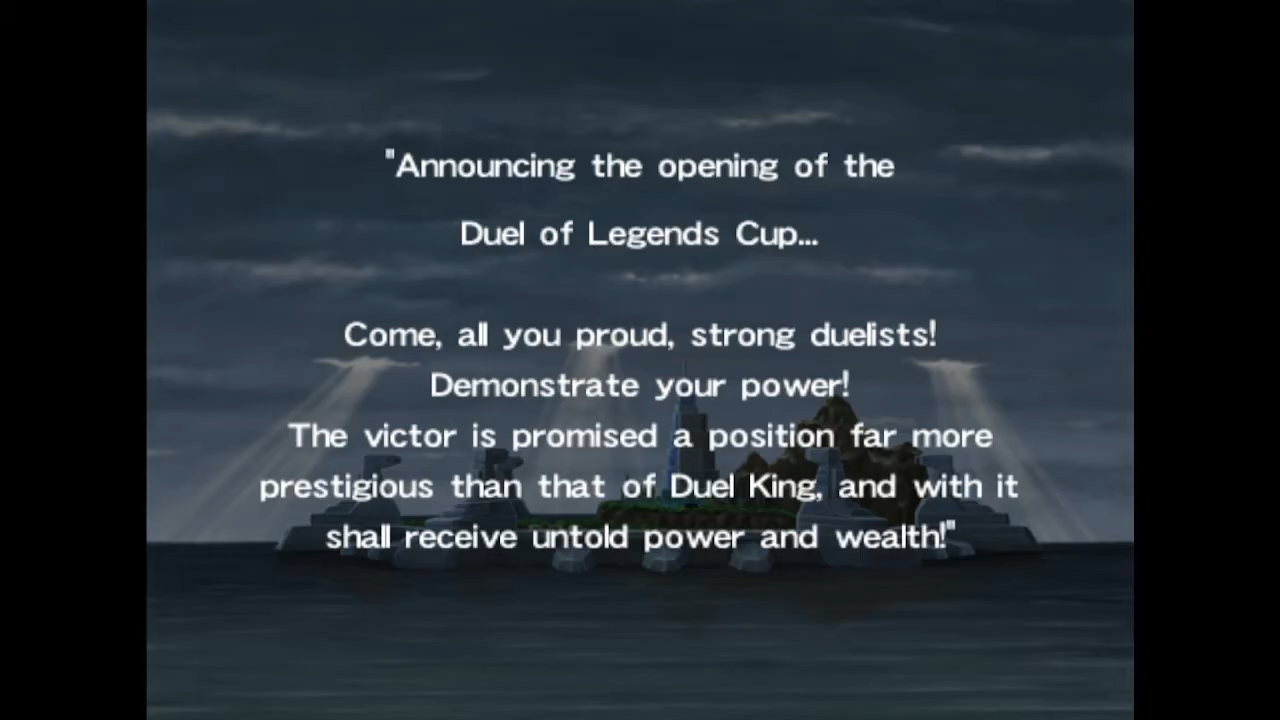 "Announcing the opening of the
Duel of Legends Cup...
Come, all you proud, strong duelists!
Demonstrate your power!
The victor is promised a position far more
prestigious than that of Duel King, and with it
shall receive untold power and wealth!"